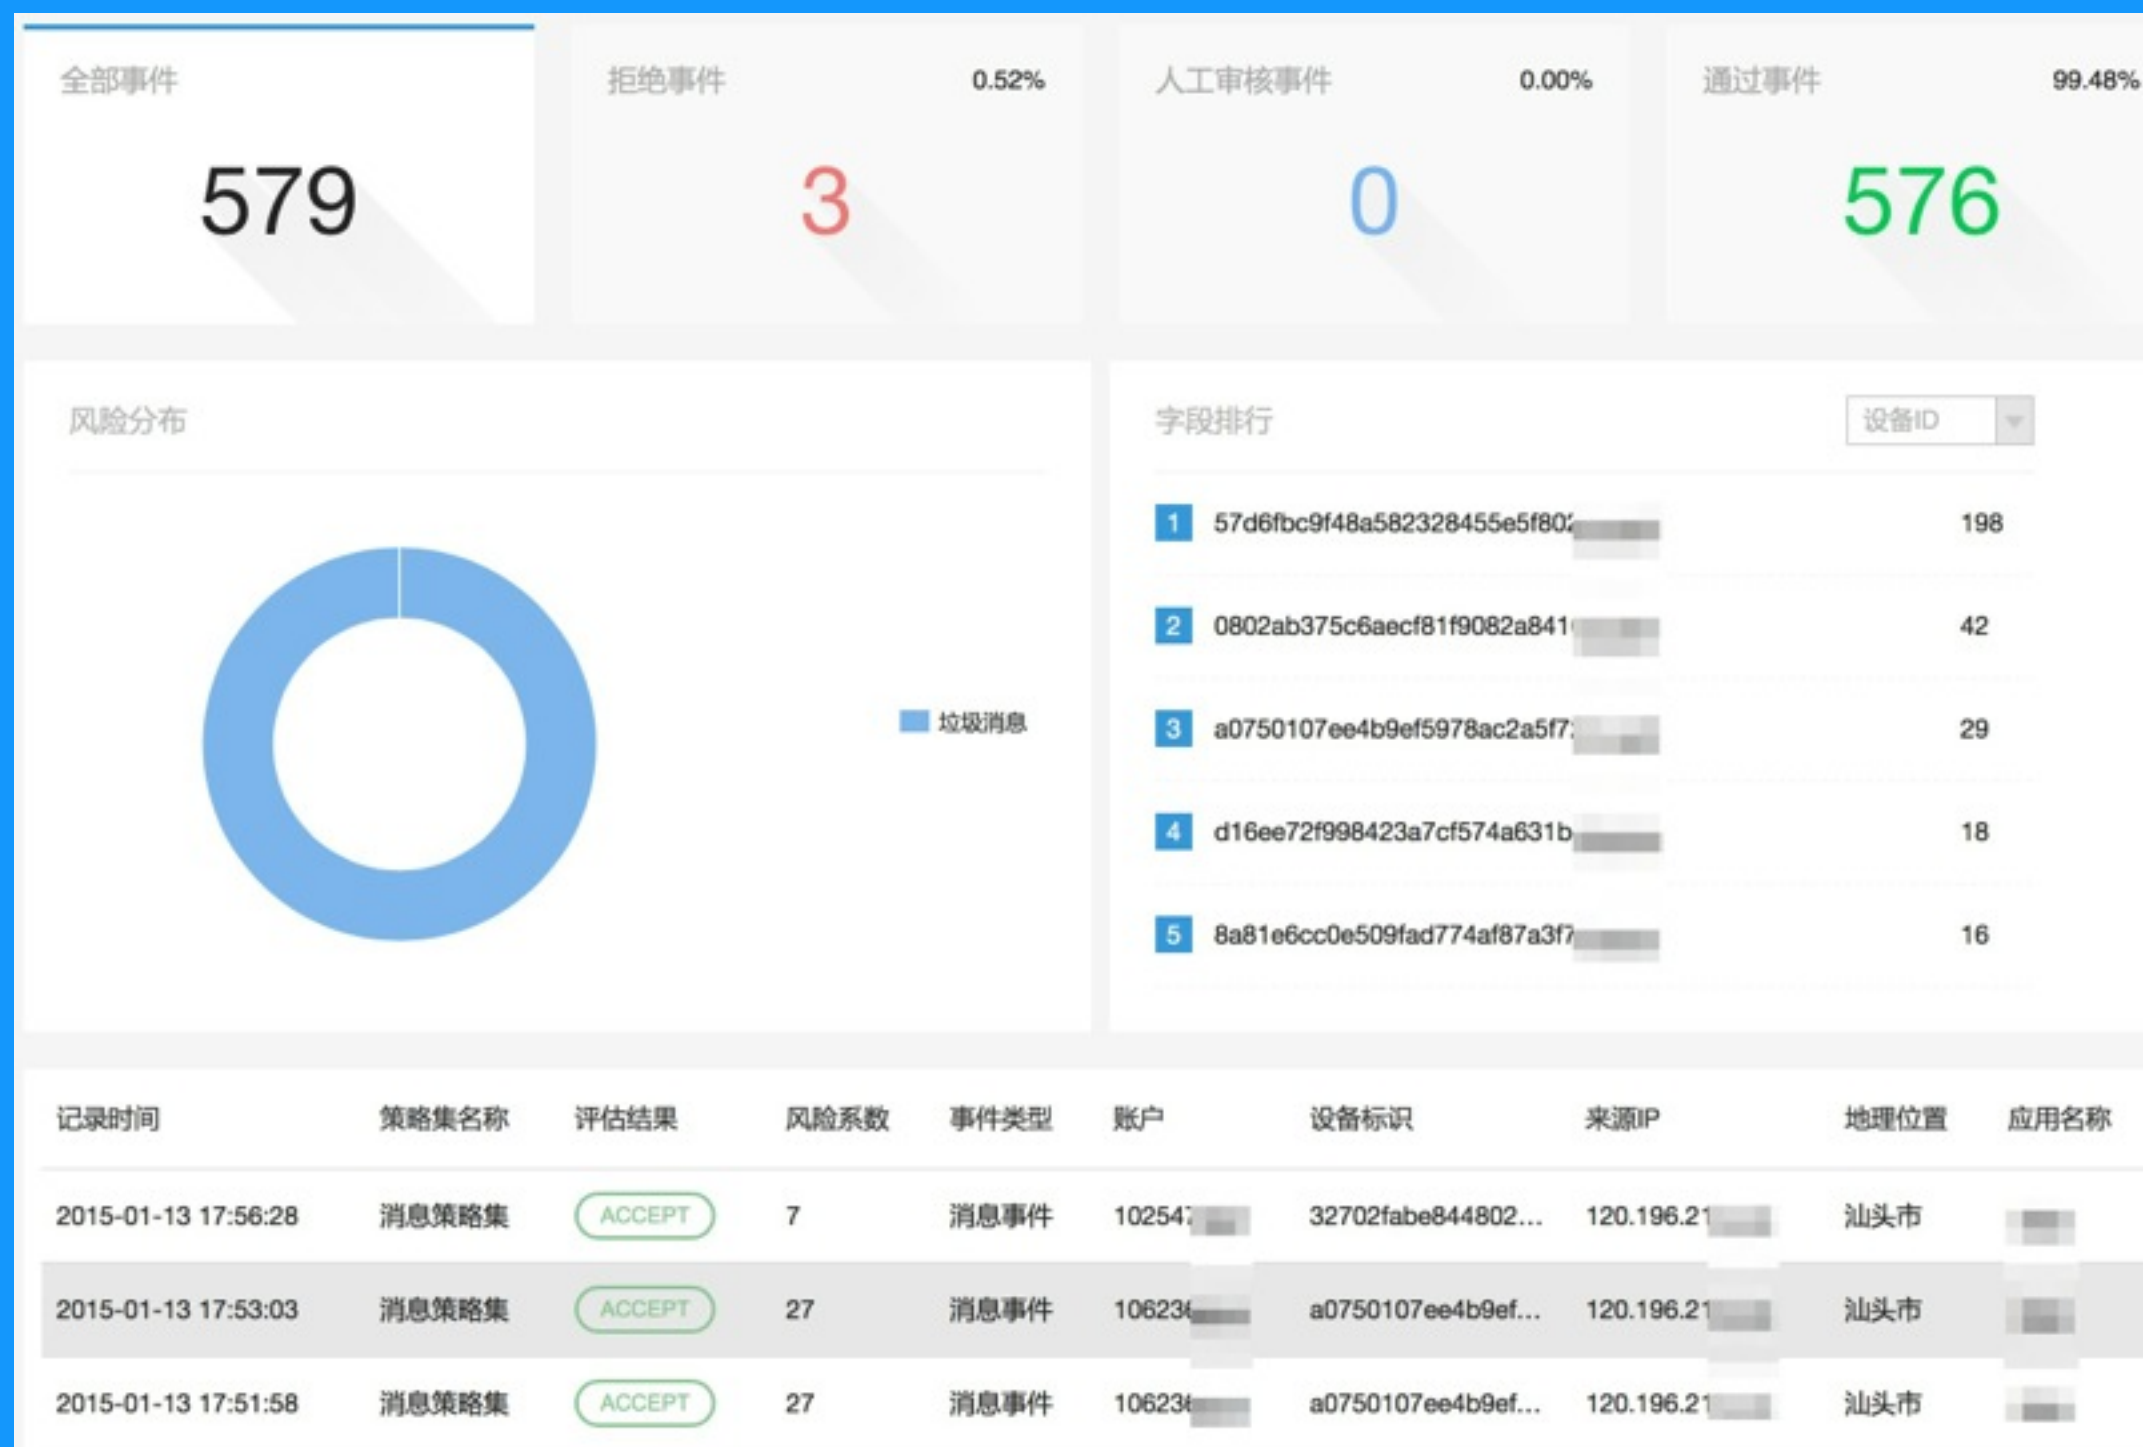 全部事件
579
拒绝事件 0.52%
3
人工审核事件 0.00%
0
通过事件 99.48%
576
风险分布
垃圾消息
字段排行 设备ID
1 57d6fbc9f48a582328455e5f802 198
2 0802ab375c6aecf81f9082a841 42
3 a0750107ee4b9ef5978ac2a5f7 29
4 d16ee72f998423a7cf574a631b 18
5 8a81e6cc0e509fad774af87a3f7 16
记录时间 策略集名称 评估结果 风险系数 事件类型 账户 设备标识 来源IP 地理位置 应用名称
2015-01-13 17:56:28 消息策略集 ACCEPT 7 消息事件 102547 32702fabe844802... 120.196.21 汕头市
2015-01-13 17:53:03 消息策略集 ACCEPT 27 消息事件 106236 a0750107ee4b9ef... 120.196.21 汕头市
2015-01-13 17:51:58 消息策略集 ACCEPT 27 消息事件 106236 a0750107ee4b9ef... 120.196.21 汕头市